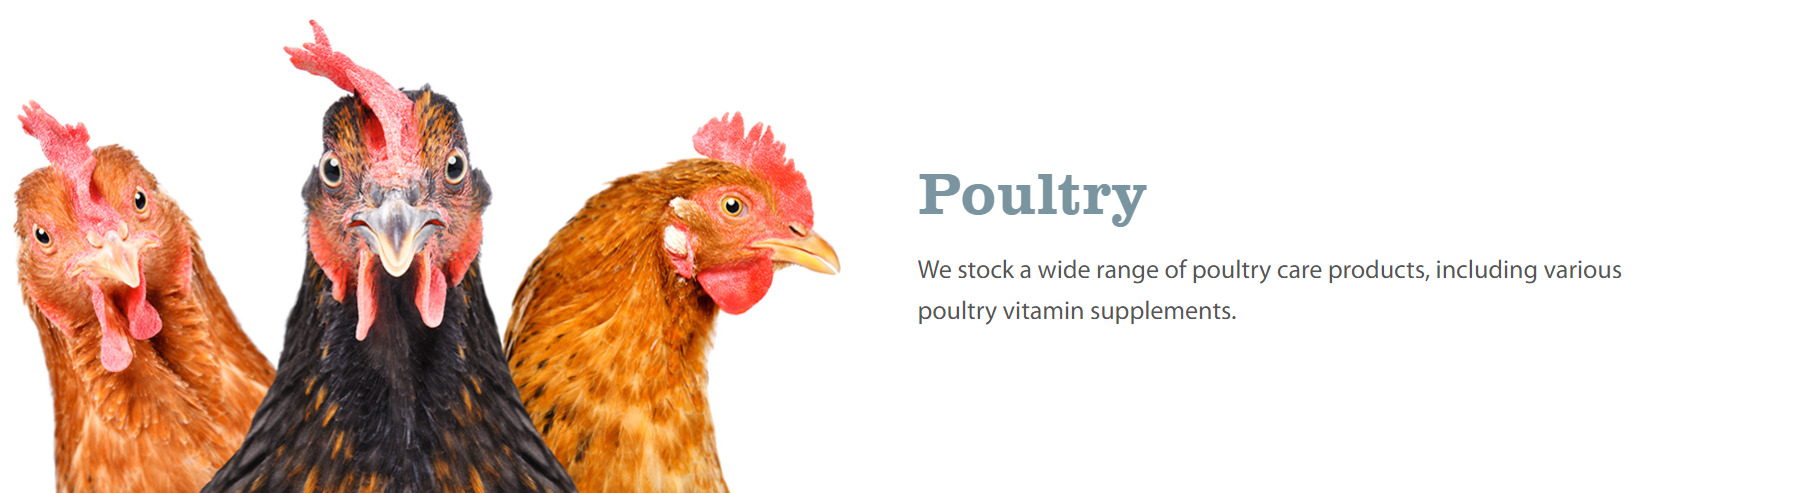 Poultry
We stock a wide range of poultry care products, including various
poultry vitamin supplements.